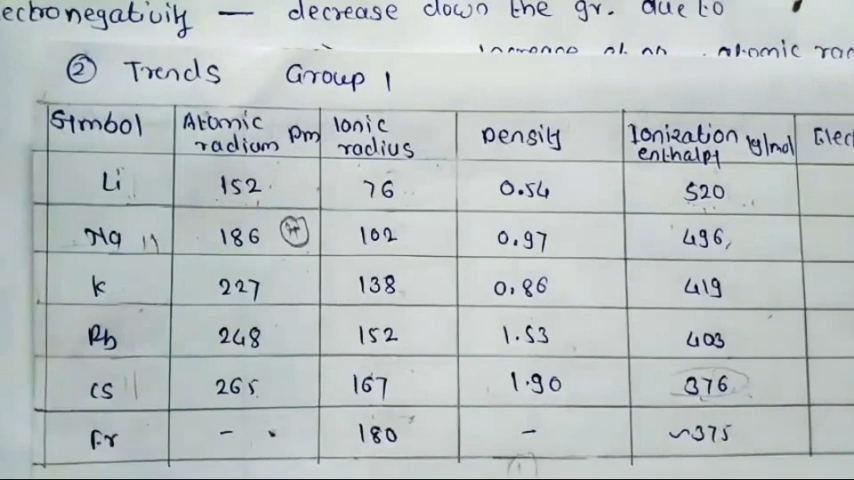 ectronegativity — decrease down the gr. due to
atomic rad
② Trends Group 1
Symbol Atomic radium Pm Ionic radius Density Ionization enthalpy kj/mol Elec
Li 152 76 0.54 520
Na 186 102 0.97 496
K 227 138 0.86 419
Rb 248 152 1.53 403
Cs 265 167 1.90 376
Fr - 180 - ~375